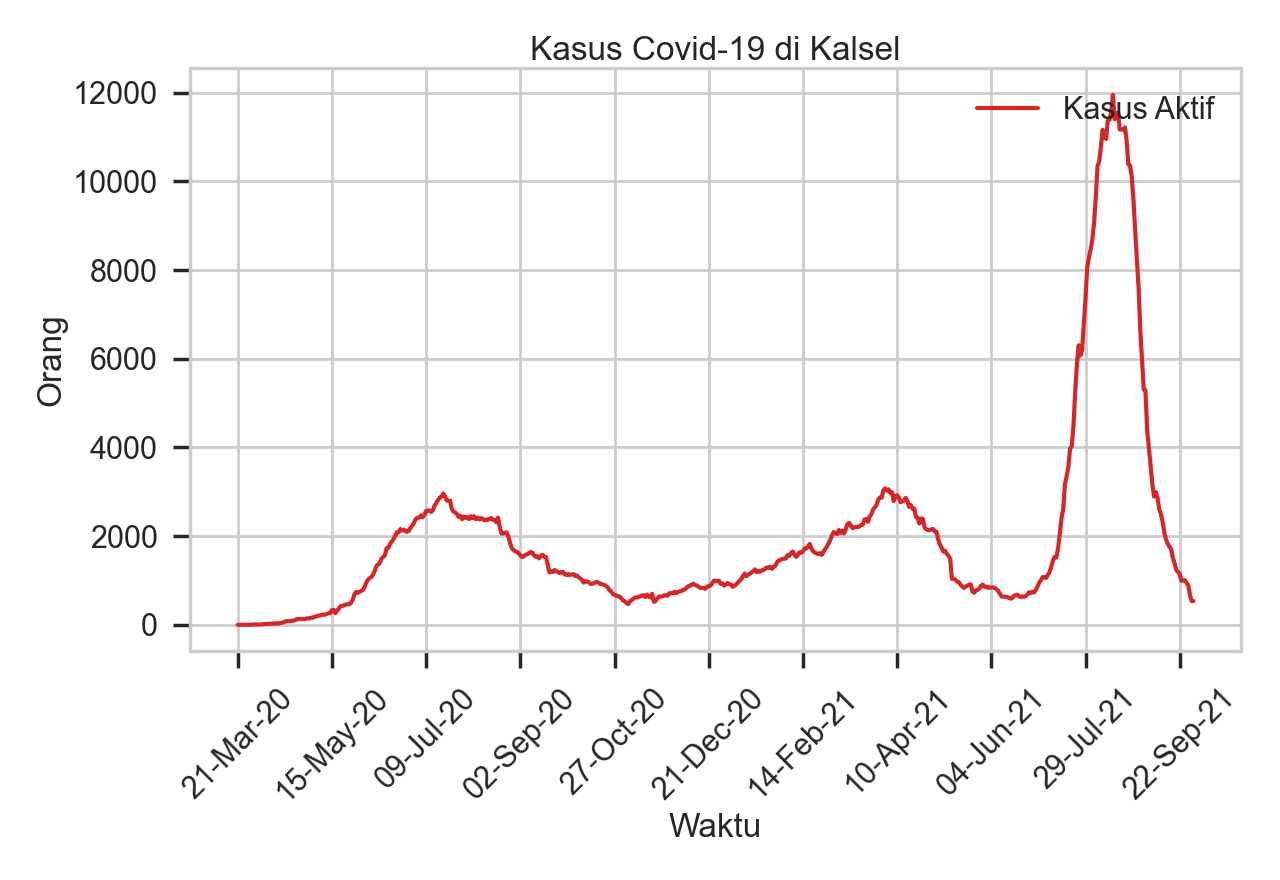 Kasus Covid-19 di Kalsel
Kasus Aktif
12000
10000
8000
6000
4000
2000
0
Orang
21-Mar-20
15-May-20
09-Jul-20
02-Sep-20
27-Oct-20
21-Dec-20
14-Feb-21
10-Apr-21
04-Jun-21
29-Jul-21
22-Sep-21
Waktu